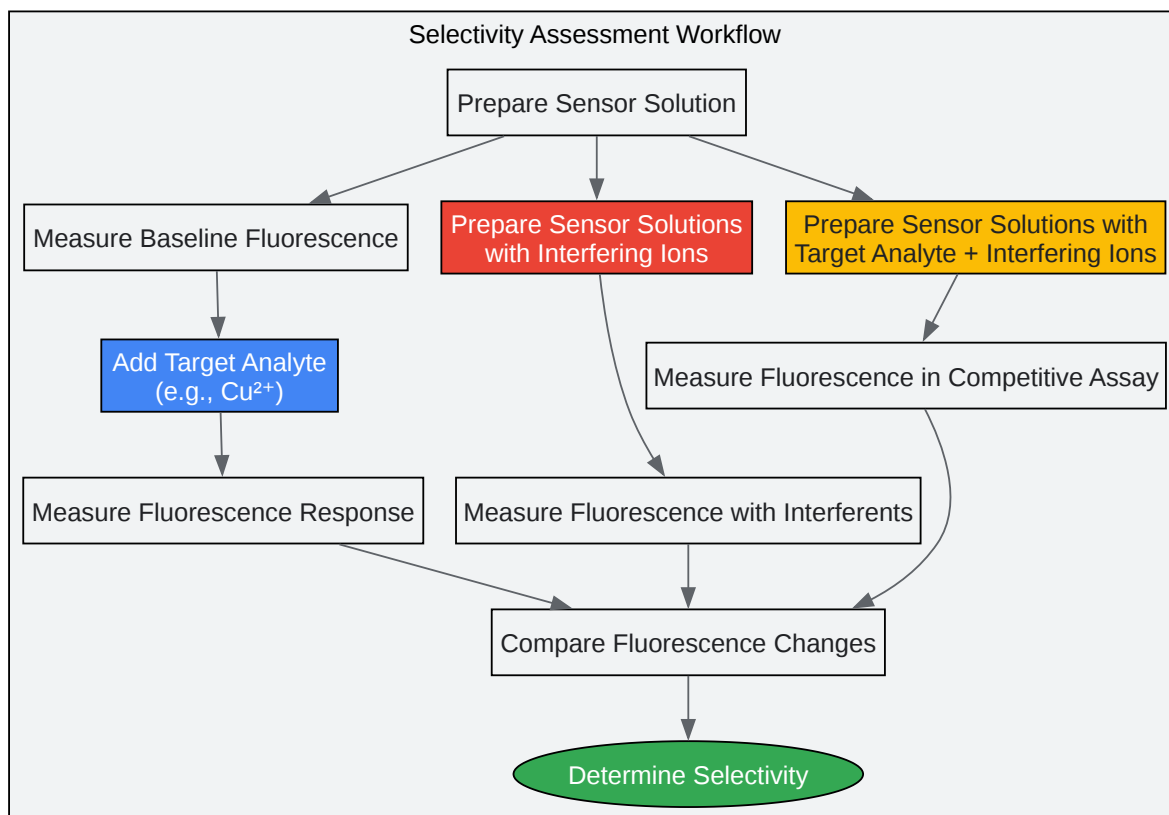 Selectivity Assessment Workflow
Prepare Sensor Solution
Measure Baseline Fluorescence
Prepare Sensor Solutions
with Interfering Ions
Prepare Sensor Solutions with
Target Analyte + Interfering Ions
Add Target Analyte
(e.g., Cu²⁺)
Measure Fluorescence in Competitive Assay
Measure Fluorescence Response
Measure Fluorescence with Interferents
Compare Fluorescence Changes
Determine Selectivity